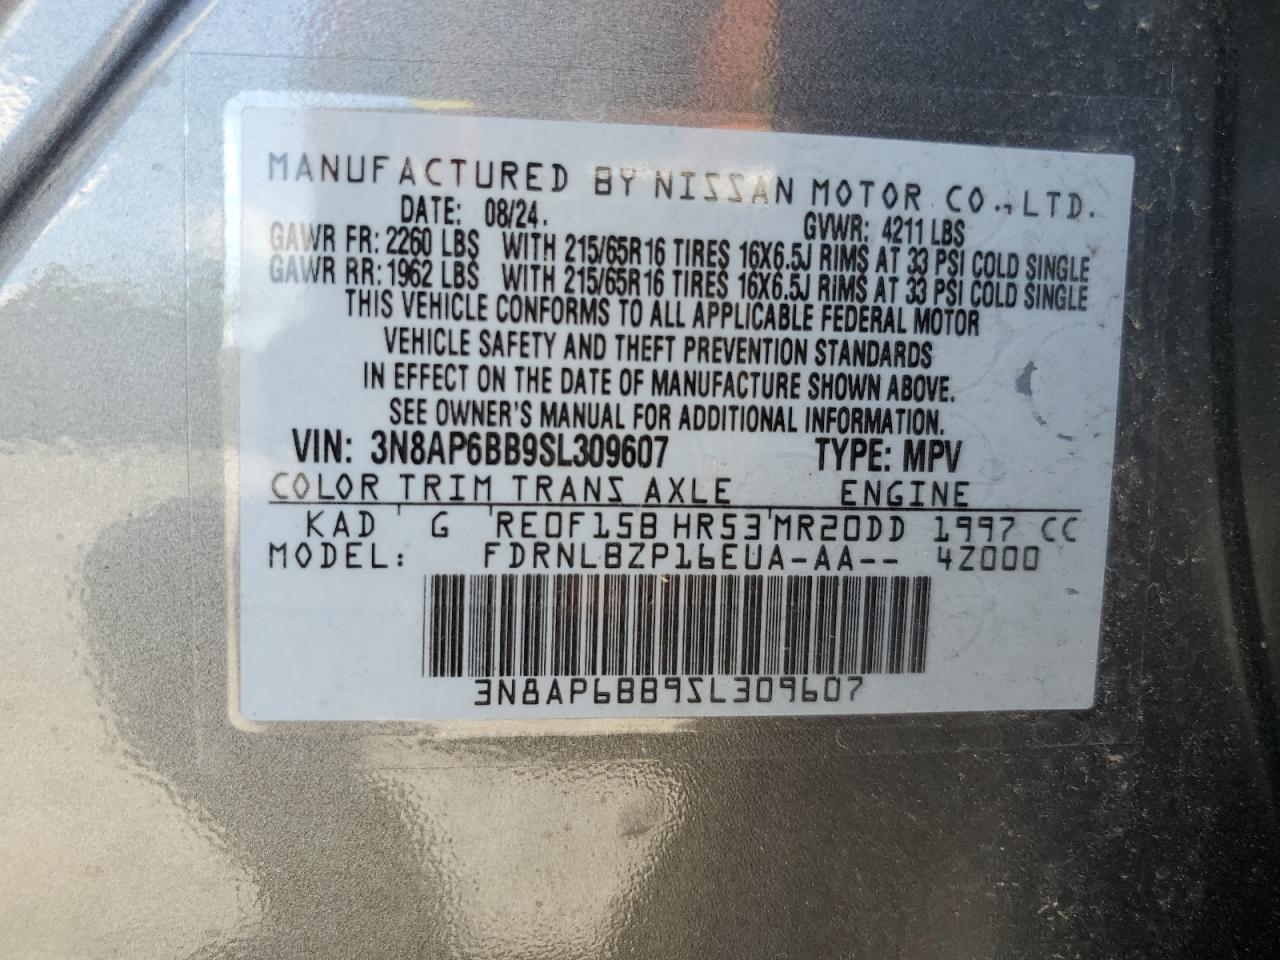 MANUFACTURED BY NISSAN MOTOR CO., LTD.
DATE: 08/24. GVWR: 4211 LBS
GAWR FR: 2260 LBS WITH 215/65R16 TIRES 16X6.5J RIMS AT 33 PSI COLD SINGLE
GAWR RR: 1962 LBS WITH 215/65R16 TIRES 16X6.5J RIMS AT 33 PSI COLD SINGLE
THIS VEHICLE CONFORMS TO ALL APPLICABLE FEDERAL MOTOR
VEHICLE SAFETY AND THEFT PREVENTION STANDARDS
IN EFFECT ON THE DATE OF MANUFACTURE SHOWN ABOVE.
SEE OWNER'S MANUAL FOR ADDITIONAL INFORMATION.
VIN: 3N8AP6BB9SL309607 TYPE: MPV
COLOR TRIM TRANS AXLE ENGINE
KAD G RE0F15B HR53 MR20DD 1997 CC
MODEL: FDRNLBZP16EUA-AA-- 4Z000
3N8AP6BB9SL309607